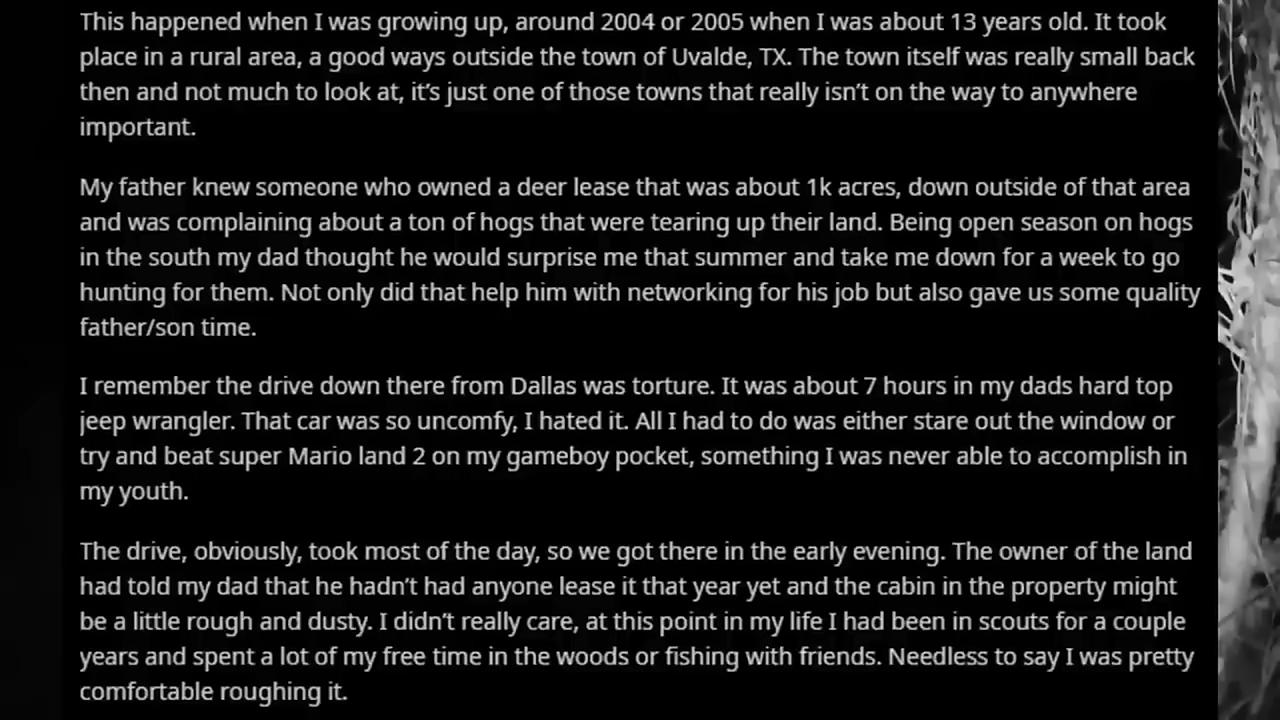 This happened when I was growing up, around 2004 or 2005 when I was about 13 years old. It took
place in a rural area, a good ways outside the town of Uvalde, TX. The town itself was really small back
then and not much to look at, it’s just one of those towns that really isn’t on the way to anywhere
important.
My father knew someone who owned a deer lease that was about 1k acres, down outside of that area
and was complaining about a ton of hogs that were tearing up their land. Being open season on hogs
in the south my dad thought he would surprise me that summer and take me down for a week to go
hunting for them. Not only did that help him with networking for his job but also gave us some quality
father/son time.
I remember the drive down there from Dallas was torture. It was about 7 hours in my dads hard top
jeep wrangler. That car was so uncomfy, I hated it. All I had to do was either stare out the window or
try and beat super Mario land 2 on my gameboy pocket, something I was never able to accomplish in
my youth.
The drive, obviously, took most of the day, so we got there in the early evening. The owner of the land
had told my dad that he hadn’t had anyone lease it that year yet and the cabin in the property might
be a little rough and dusty. I didn’t really care, at this point in my life I had been in scouts for a couple
years and spent a lot of my free time in the woods or fishing with friends. Needless to say I was pretty
comfortable roughing it.